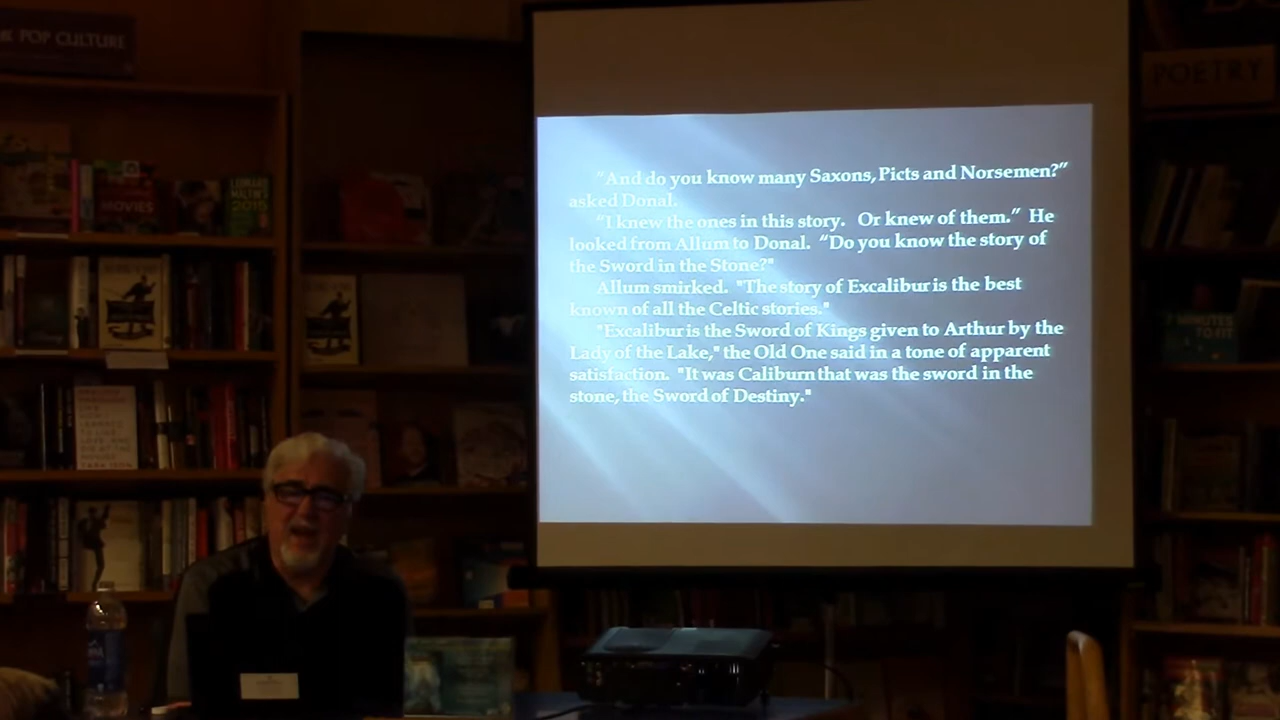 POP CULTURE
POETRY
"And do you know many Saxons, Picts and Norsemen?"
asked Donal.
"I knew the ones in this story. Or knew of them." He
looked from Allum to Donal. "Do you know the story of
the Sword in the Stone?"
Allum smirked. "The story of Excalibur is the best
known of all the Celtic stories."
"Excalibur is the Sword of Kings given to Arthur by the
Lady of the Lake," the Old One said in a tone of apparent
satisfaction. "It was Caliburn that was the sword in the
stone, the Sword of Destiny."
MOVIES
2015